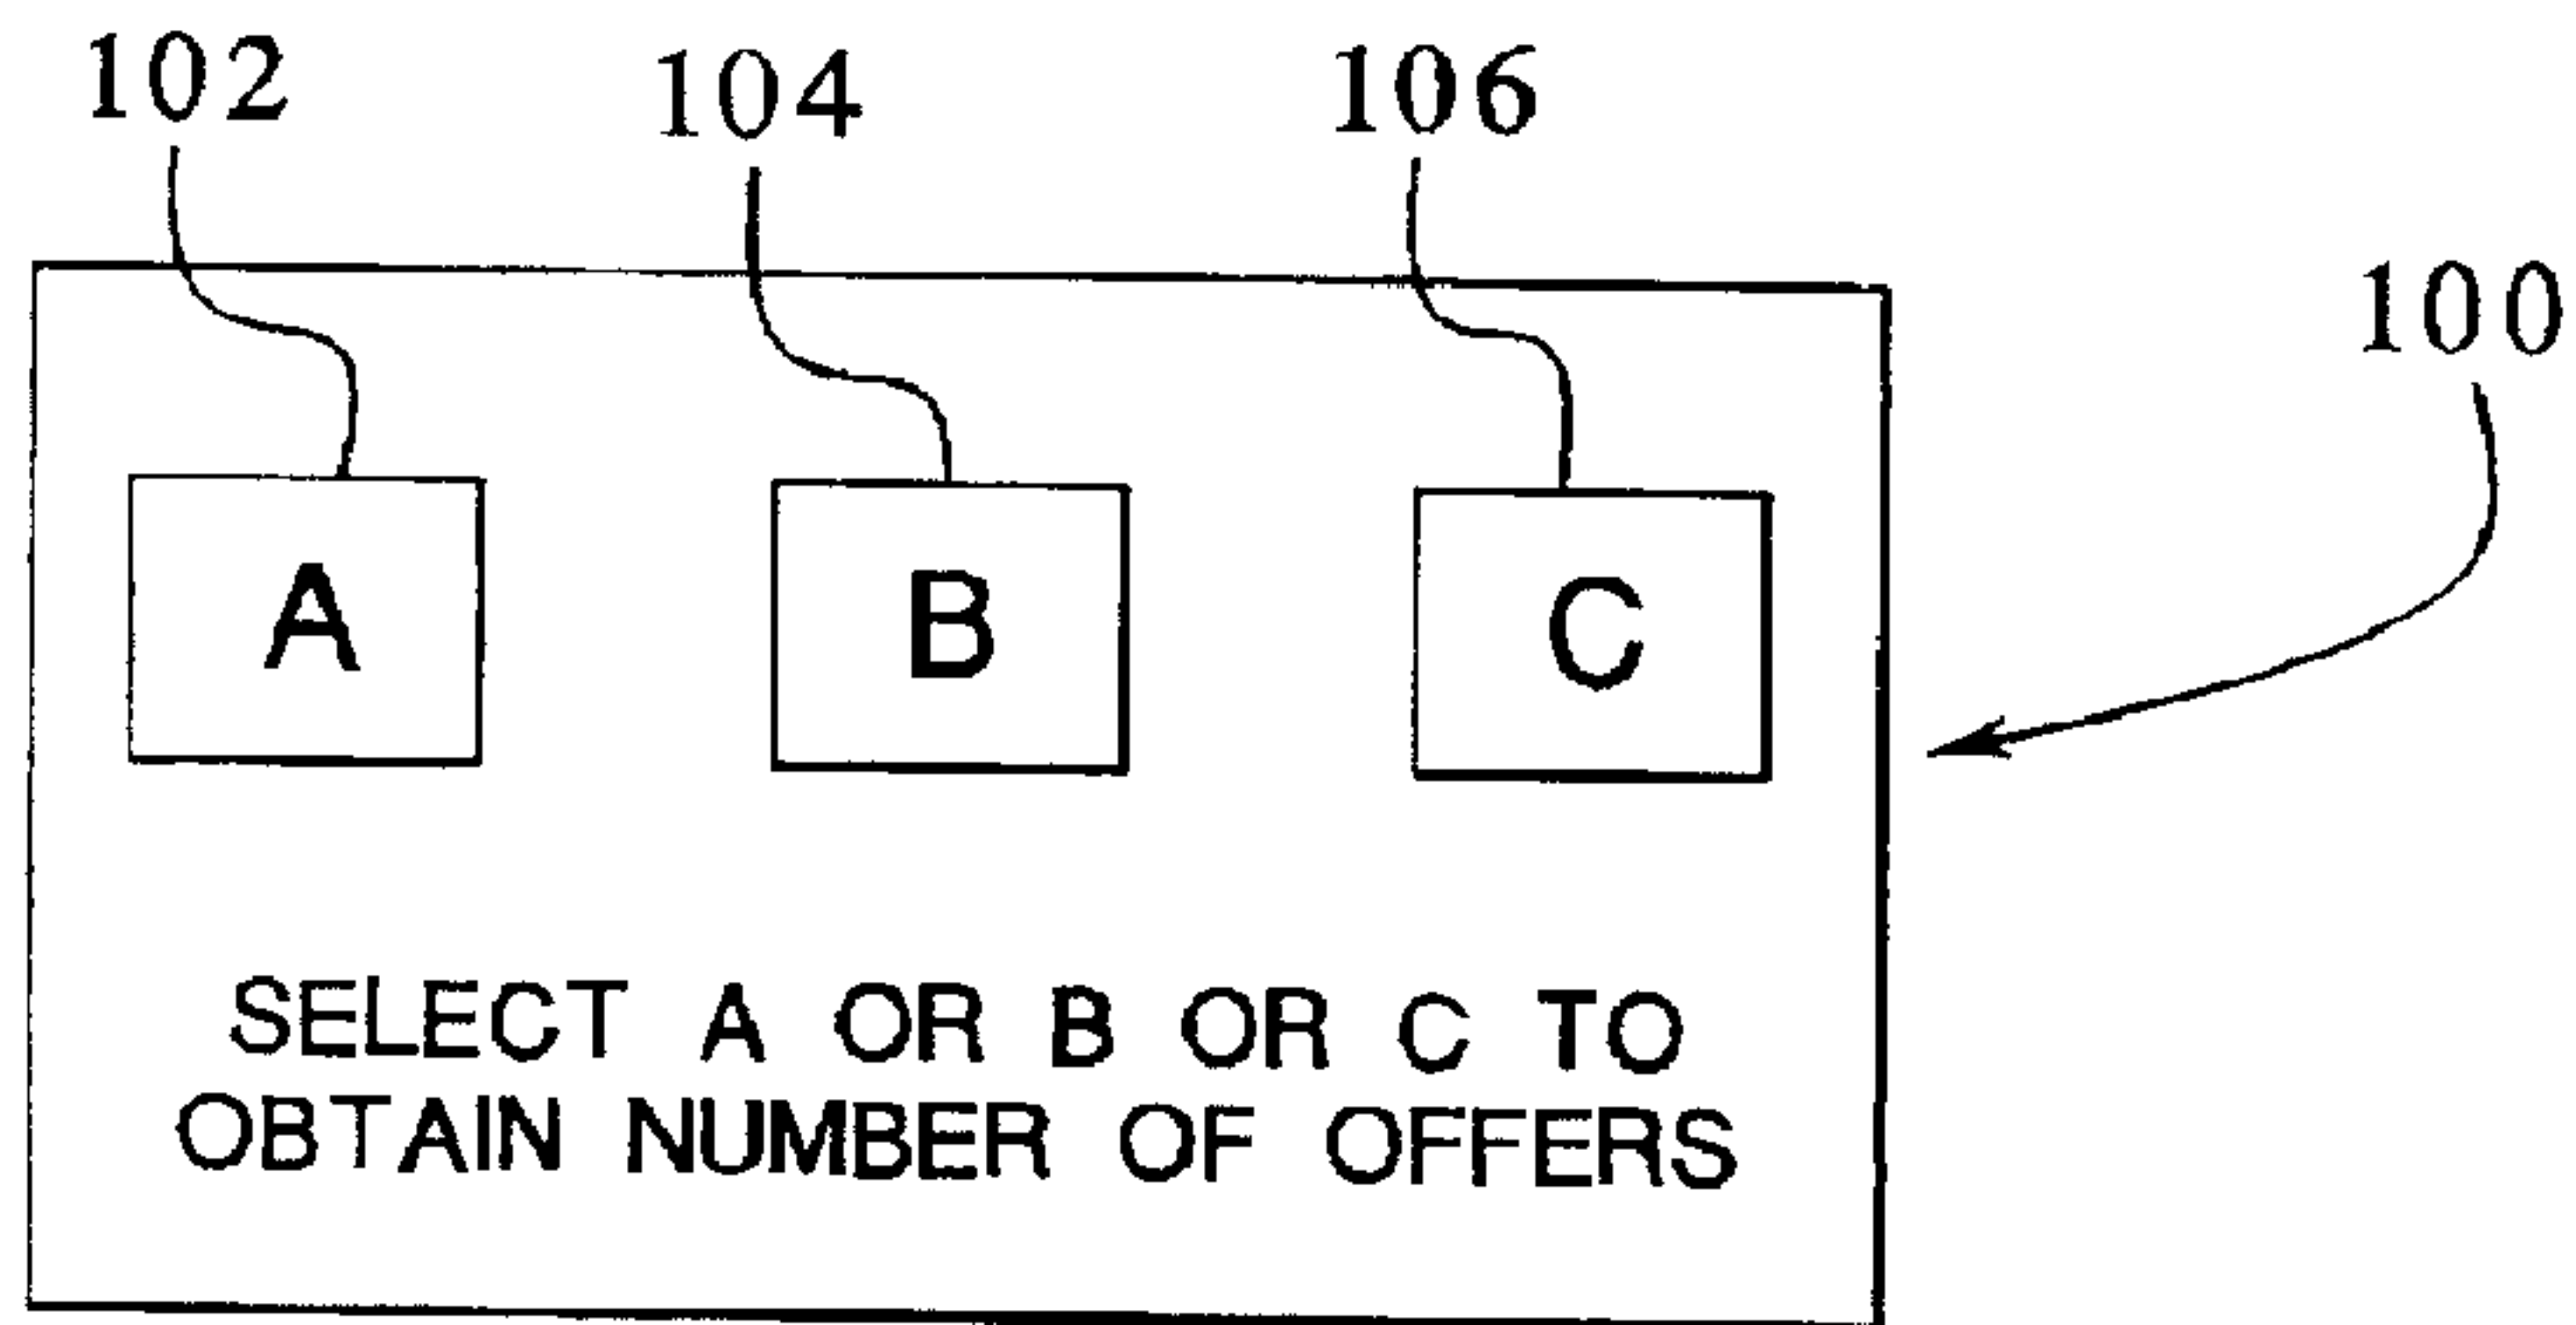 102 104 106
100
A B C
SELECT A OR B OR C TO
OBTAIN NUMBER OF OFFERS